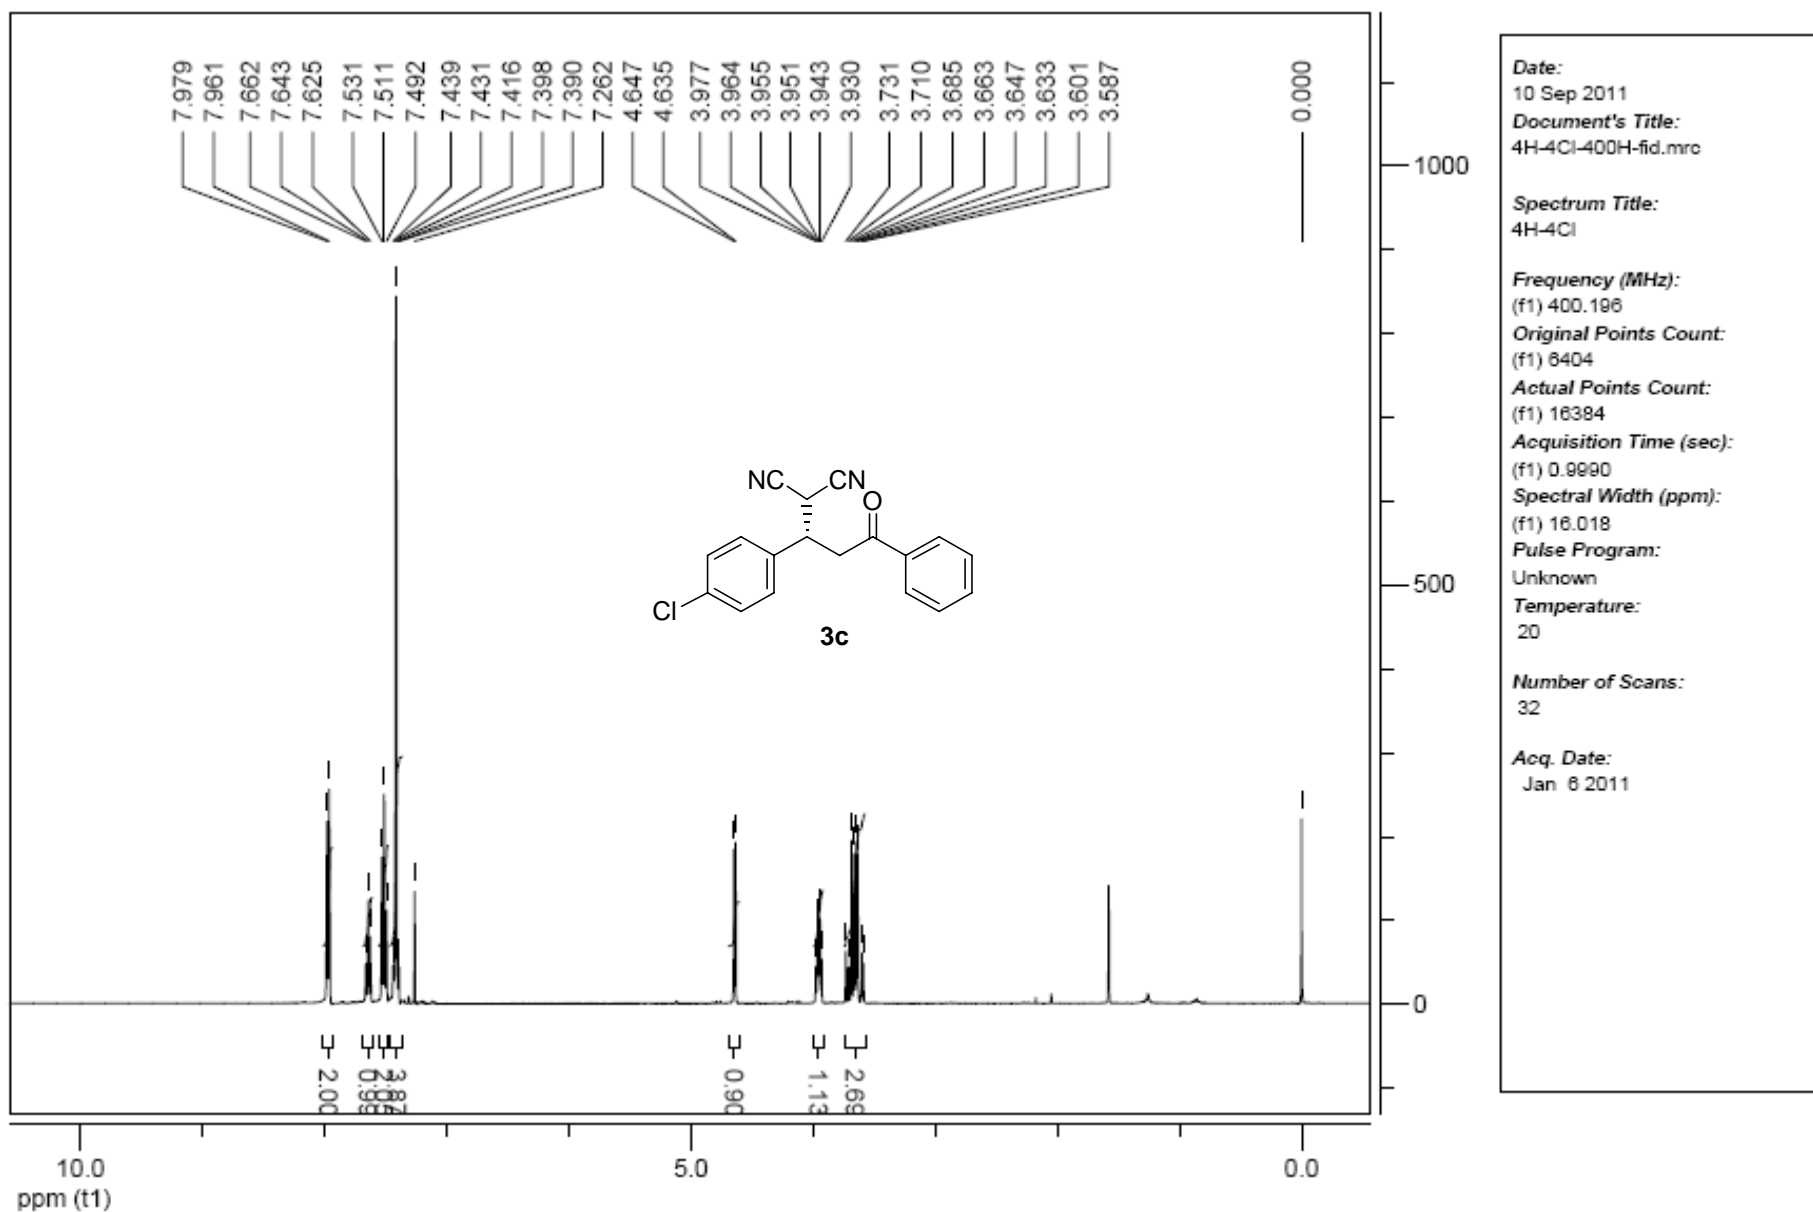 7.979
7.961
7.662
7.643
7.625
7.531
7.511
7.492
7.439
7.431
7.416
7.398
7.390
7.262
4.647
4.635
3.977
3.964
3.955
3.951
3.943
3.930
3.731
3.710
3.685
3.663
3.647
3.633
3.601
3.587
0.000
1000
500
0
NC
CN
O
Cl
3c
2.00
3.87
0.90
1.13
2.69
10.0
5.0
0.0
ppm (t1)
Date:
10 Sep 2011
Document's Title:
4H-4Cl-400H-fid.mrc
Spectrum Title:
4H-4Cl
Frequency (MHz):
(f1) 400.196
Original Points Count:
(f1) 6404
Actual Points Count:
(f1) 16384
Acquisition Time (sec):
(f1) 0.9990
Spectral Width (ppm):
(f1) 16.018
Pulse Program:
Unknown
Temperature:
20
Number of Scans:
32
Acq. Date:
Jan 6 2011